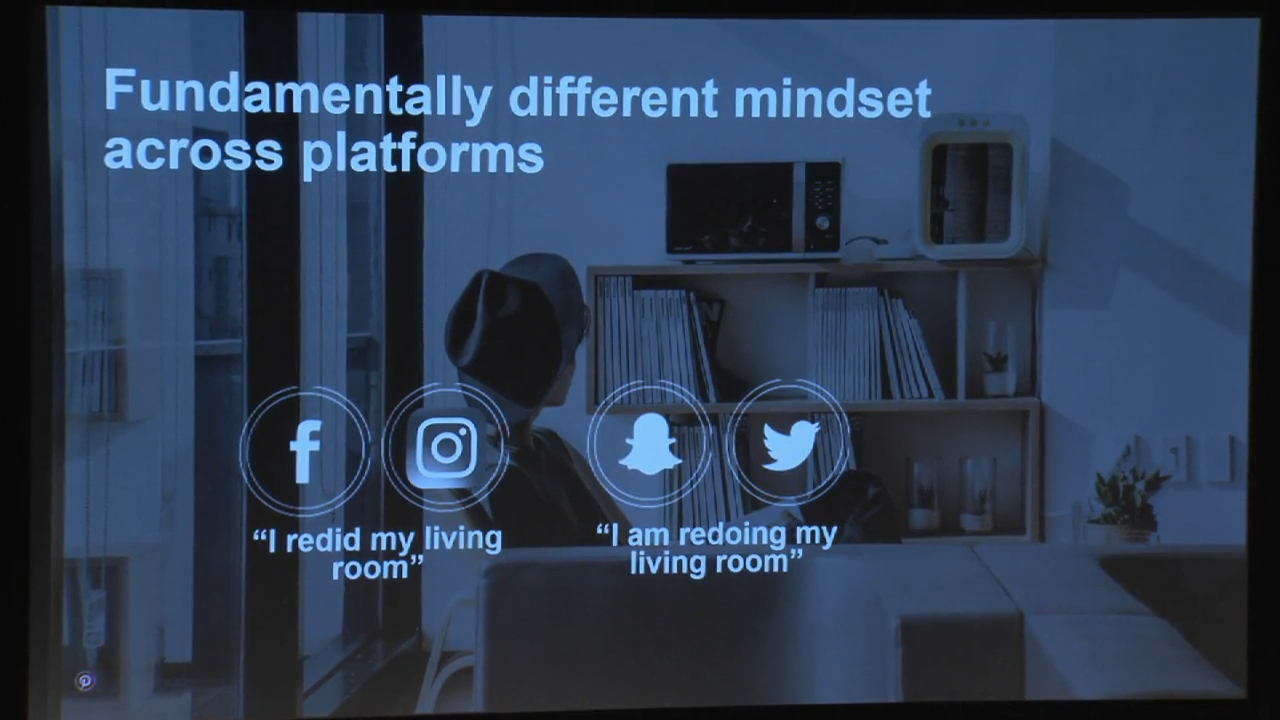 Fundamentally different mindset
across platforms
“I redid my living
room”
“I am redoing my
living room”